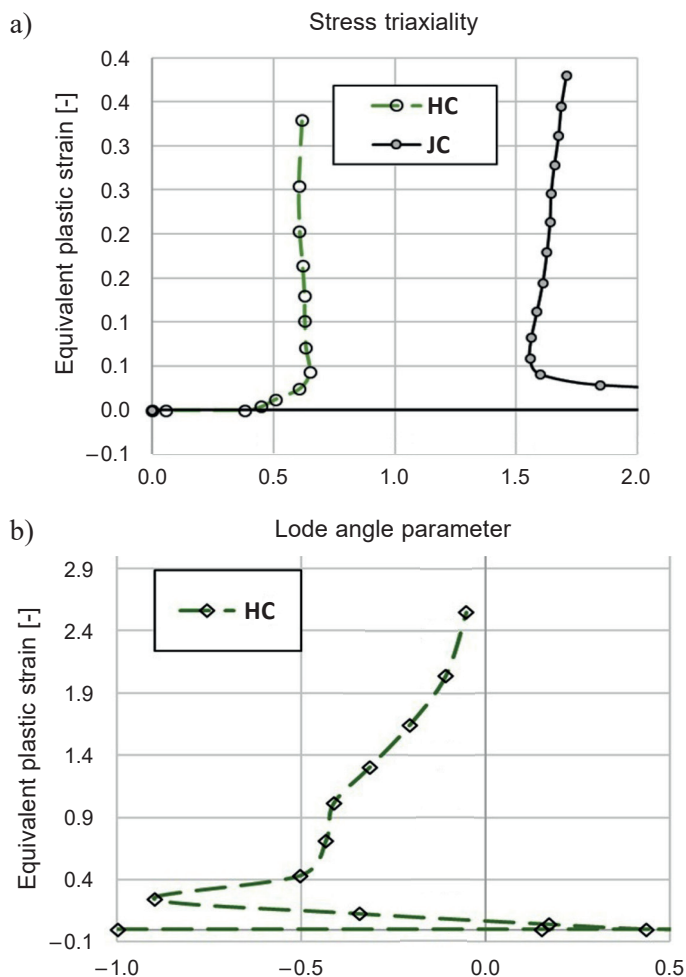 a)
Stress triaxiality
Equivalent plastic strain [-]
0.4
0.4
0.3
0.3
0.2
0.2
0.1
0.1
0.0
−0.1
HC
JC
0.0 0.5 1.0 1.5 2.0
b)
Lode angle parameter
Equivalent plastic strain [-]
2.9
2.4
1.9
1.4
0.9
0.4
−0.1
HC
−1.0 −0.5 0.0 0.5